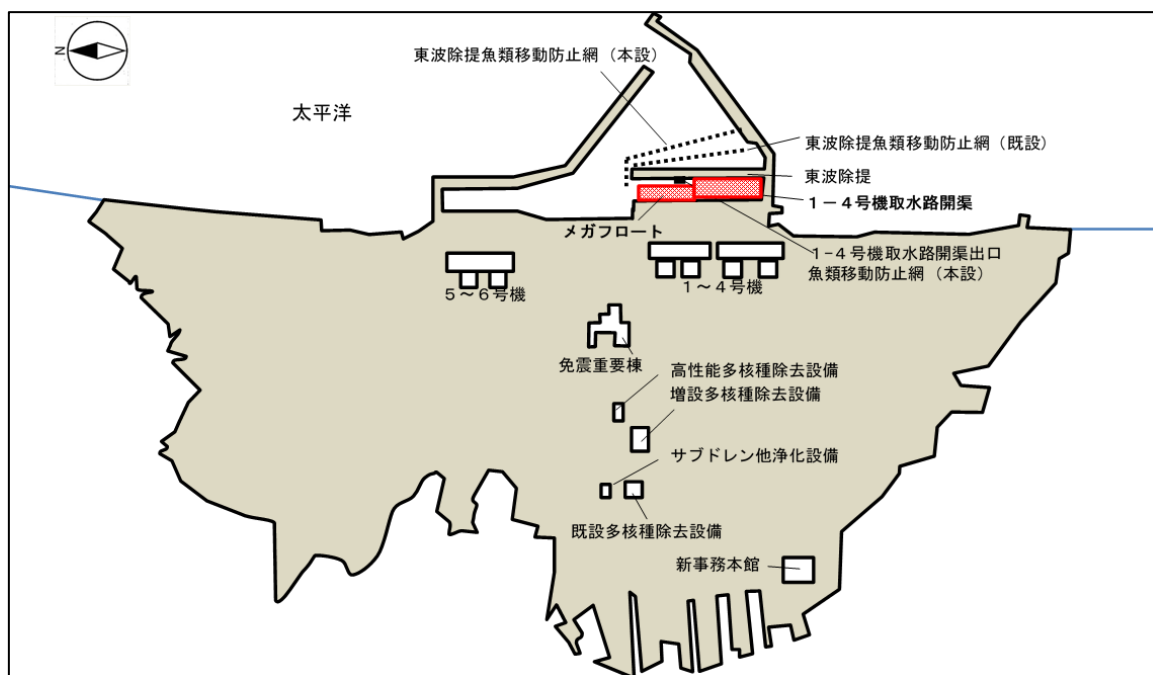 N
東波除提魚類移動防止網(本設)
太平洋
東波除提魚類移動防止網(既設)
東波除提
1-4号機取水路開渠
メガフロート
1-4号機取水路開渠出口
魚類移動防止網(本設)
5~6号機
1~4号機
免震重要棟
高性能多核種除去設備
増設多核種除去設備
サブドレン他浄化設備
既設多核種除去設備
新事務本館